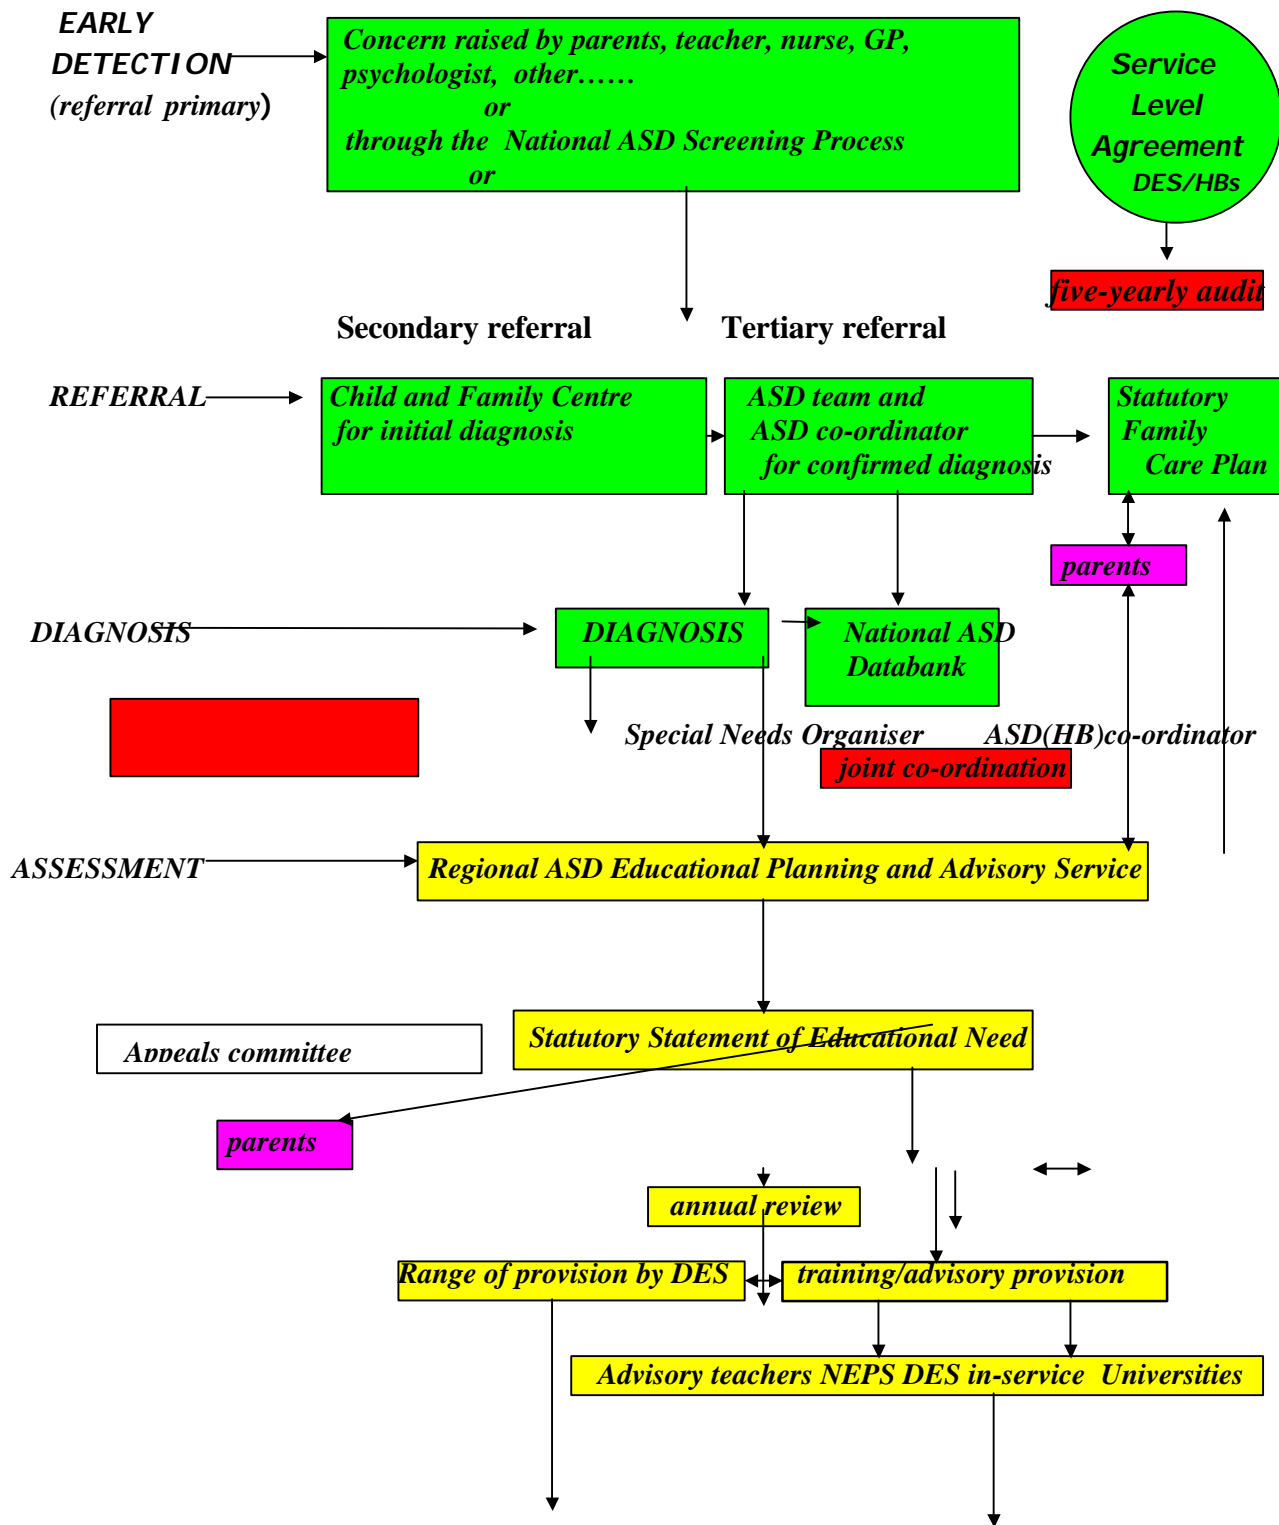 EARLY
DETECTION
(referral primary)
Concern raised by parents, teacher, nurse, GP,
psychologist, other……
or
through the National ASD Screening Process
or
Service
Level
Agreement
DES/HBs
five-yearly audit
Secondary referral
Tertiary referral
REFERRAL
Child and Family Centre
for initial diagnosis
ASD team and
ASD co-ordinator
for confirmed diagnosis
Statutory
Family
Care Plan
parents
DIAGNOSIS
DIAGNOSIS
National ASD
Databank
Special Needs Organiser
ASD(HB)co-ordinator
joint co-ordination
ASSESSMENT
Regional ASD Educational Planning and Advisory Service
Appeals committee
Statutory Statement of Educational Need
parents
annual review
Range of provision by DES
training/advisory provision
Advisory teachers NEPS DES in-service Universities